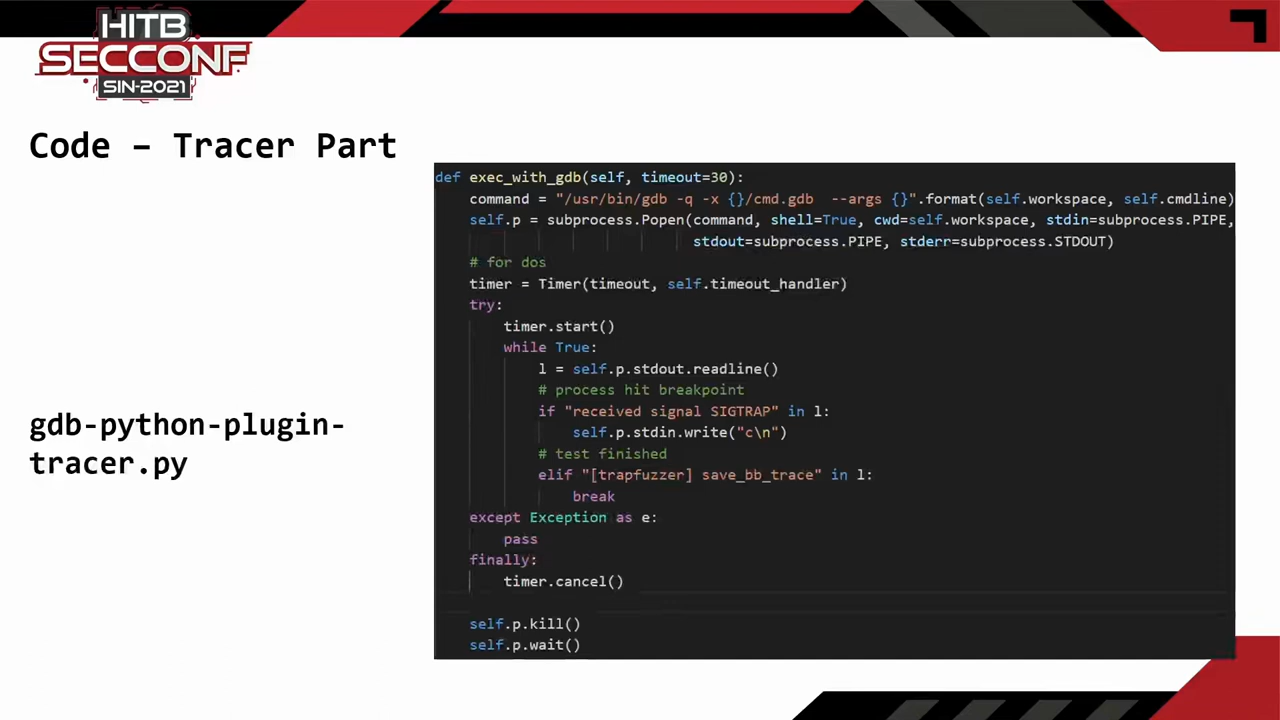 HITB
SECCONF
SIN-2021
Code – Tracer Part
gdb-python-plugin-
tracer.py
def exec_with_gdb(self, timeout=30):
    command = "/usr/bin/gdb -q -x {}/cmd.gdb  --args {}".format(self.workspace, self.cmdline)
    self.p = subprocess.Popen(command, shell=True, cwd=self.workspace, stdin=subprocess.PIPE,
                              stdout=subprocess.PIPE, stderr=subprocess.STDOUT)
    # for dos
    timer = Timer(timeout, self.timeout_handler)
    try:
        timer.start()
        while True:
            l = self.p.stdout.readline()
            # process hit breakpoint
            if "received signal SIGTRAP" in l:
                self.p.stdin.write("c\n")
            # test finished
            elif "[trapfuzzer] save_bb_trace" in l:
                break
    except Exception as e:
        pass
    finally:
        timer.cancel()
    self.p.kill()
    self.p.wait()